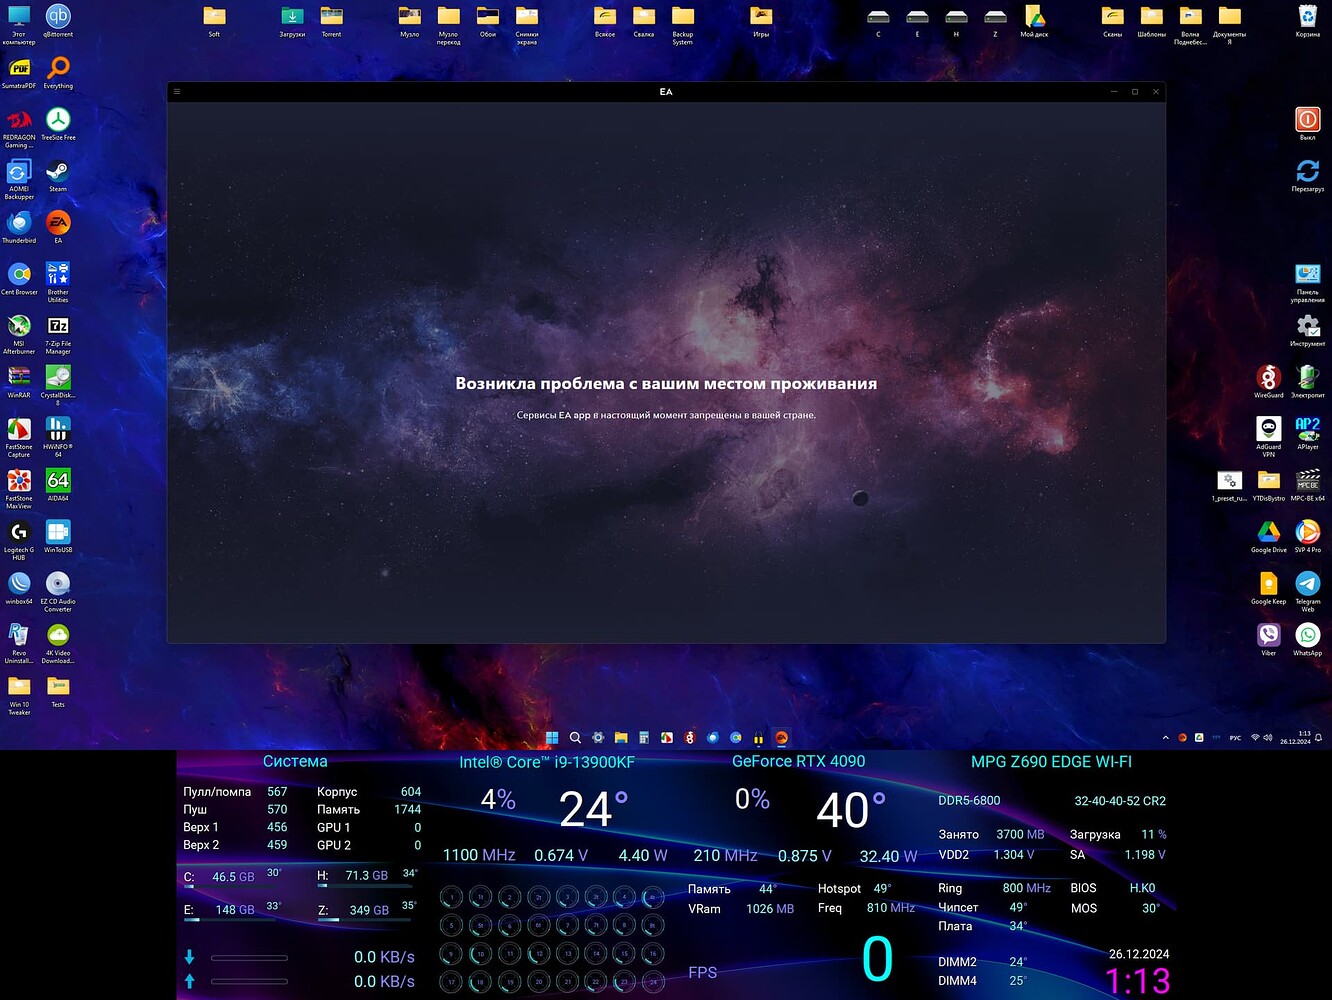 Этот компьютер
qBittorrent
Soft
Загрузки
Torrent
Музло
Музло переход
Обои
Снимки экрана
Всякое
Свалка
Backup System
Игры
C
E
H
Z
Мой диск
Сканы
Шаблоны
Волна Поднебес...
Документы Я
Корзина
SumatraPDF
Everything
REDRAGON Gaming ...
TreeSize Free
Выкл
AOMEI Backupper
Steam
Перезагруз
Thunderbird
EA
Cent Browser
Brother Utilities
Панель управления
MSI Afterburner
7-Zip File Manager
Инструмент
WinRAR
CrystalDisk... 8
WireGuard
Электропит
FastStone Capture
HWiNFO® 64
AdGuard VPN
APlayer
FastStone MaxView
AIDA64
1_preset_ru...
YTDisBystro
MPC-BE x64
Logitech G HUB
WinToUSB
Google Drive
SVP 4 Pro
winbox64
EZ CD Audio Converter
Google Keep
Telegram Web
Revo Uninstall...
4K Video Download...
Viber
WhatsApp
Win 10 Tweaker
Tests
EA
Возникла проблема с вашим местом проживания
Сервисы EA app в настоящий момент запрещены в вашей стране.
РУС
1:13
26.12.2024
Система
Пулл/помпа 567 Корпус 604
Пуш 570 Память 1744
Верх 1 456 GPU 1 0
Верх 2 459 GPU 2 0
C: 46.5 GB 30° H: 71.3 GB 34°
E: 148 GB 33° Z: 349 GB 35°
0.0 KB/s
0.0 KB/s
Intel® Core™ i9-13900KF
4% 24°
1100 MHz 0.674 V 4.40 W
GeForce RTX 4090
0% 40°
210 MHz 0.875 V 32.40 W
Память 44° Hotspot 49°
VRam 1026 MB Freq 810 MHz
FPS 0
MPG Z690 EDGE WI-FI
DDR5-6800 32-40-40-52 CR2
Занято 3700 MB Загрузка 11 %
VDD2 1.304 V SA 1.198 V
Ring 800 MHz BIOS H.K0
Чипсет 49° MOS 30°
Плата 34°
DIMM2 24°
DIMM4 25°
26.12.2024
1:13